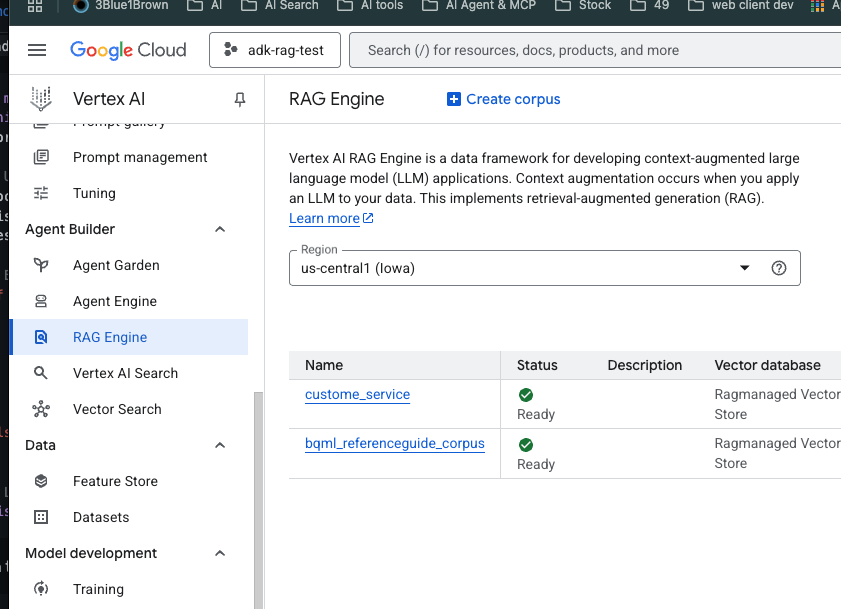 3Blue1Brown
AI
AI Search
AI tools
AI Agent & MCP
Stock
49
web client dev
Google Cloud
adk-rag-test
Search (/) for resources, docs, products, and more
Vertex AI
RAG Engine
Create corpus
Prompt gallery
Prompt management
Tuning
Agent Builder
Agent Garden
Agent Engine
RAG Engine
Vertex AI Search
Vector Search
Data
Feature Store
Datasets
Model development
Training
Vertex AI RAG Engine is a data framework for developing context-augmented large
language model (LLM) applications. Context augmentation occurs when you apply
an LLM to your data. This implements retrieval-augmented generation (RAG).
Learn more
Region
us-central1 (Iowa)
Name Status Description Vector database
custome_service Ready Ragmanaged Vector
Store
bqml_referenceguide_corpus Ready Ragmanaged Vector
Store